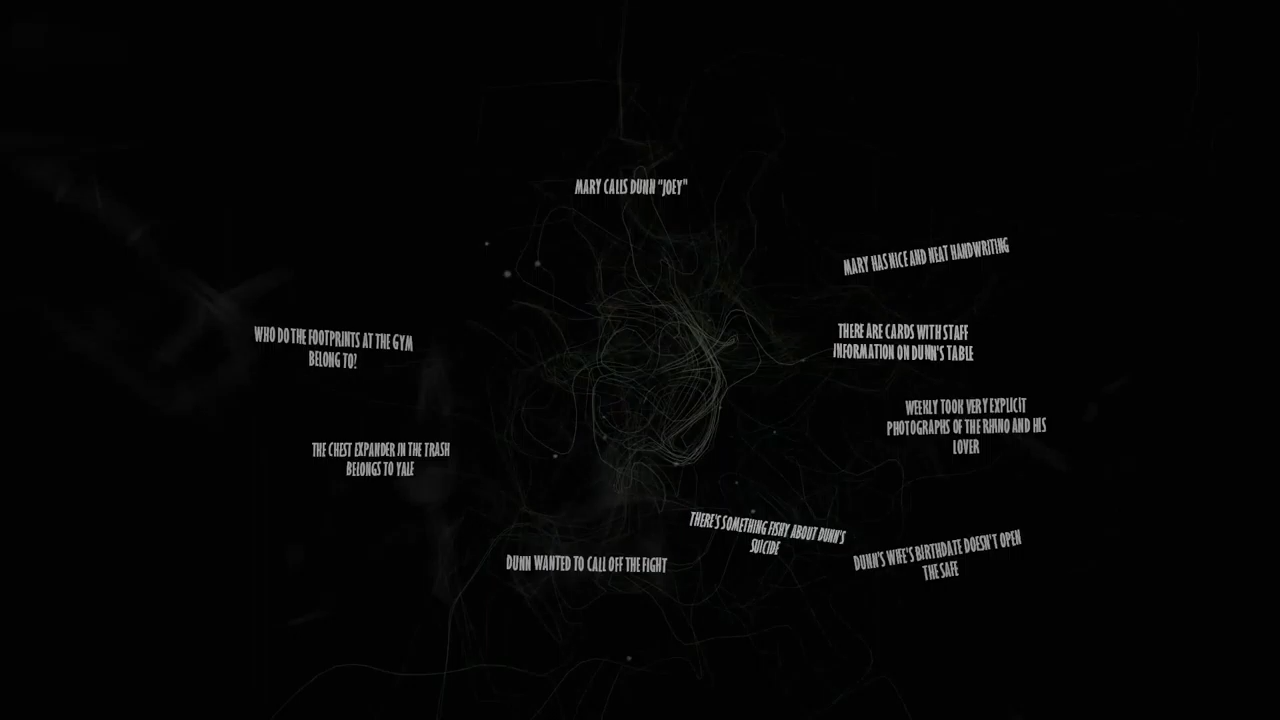 MARY CALLS DUNN "JOEY"
MARY HAS NICE AND NEAT HANDWRITING
WHO DO THE FOOTPRINTS AT THE GYM
BELONG TO?
THERE ARE CARDS WITH STAFF
INFORMATION ON DUNN'S TABLE
WEEKLY TOOK VERY EXPLICIT
PHOTOGRAPHS OF THE RHINO AND HIS
LOVER
THE CHEST EXPANDER IN THE TRASH
BELONGS TO YALE
THERE'S SOMETHING FISHY ABOUT DUNN'S
SUICIDE
DUNN WANTED TO CALL OFF THE FIGHT
DUNN'S WIFE'S BIRTHDATE DOESN'T OPEN
THE SAFE